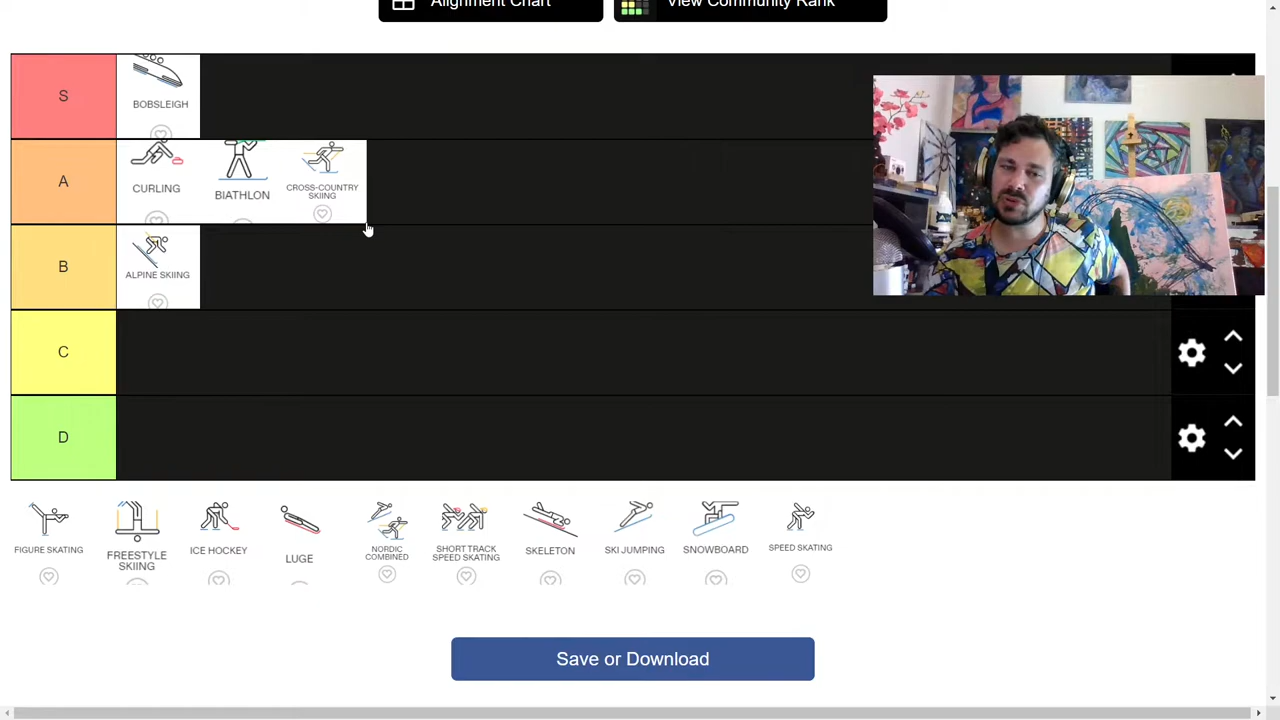 Alignment Chart
View Community Rank
S
BOBSLEIGH
A
CURLING
BIATHLON
CROSS-COUNTRY
SKIING
B
ALPINE SKIING
C
D
FIGURE SKATING
FREESTYLE
SKIING
ICE HOCKEY
LUGE
NORDIC
COMBINED
SHORT TRACK
SPEED SKATING
SKELETON
SKI JUMPING
SNOWBOARD
SPEED SKATING
Save or Download